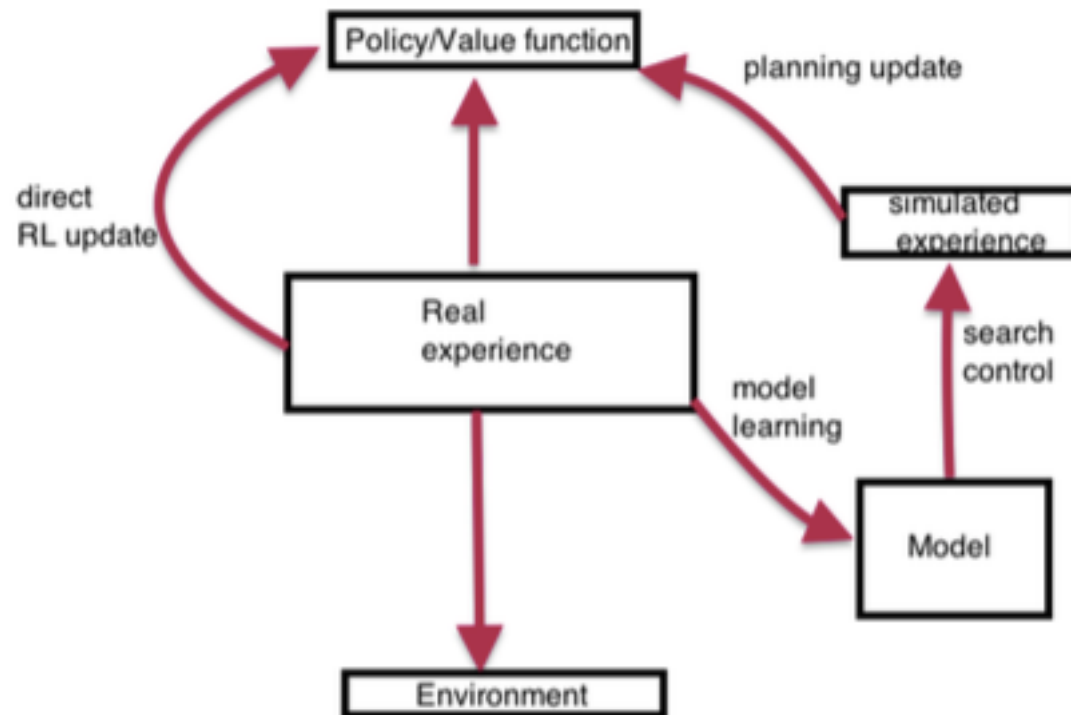 Policy/Value function
planning update
direct
RL update
simulated
experience
Real
experience
search
control
model
learning
Model
Environment